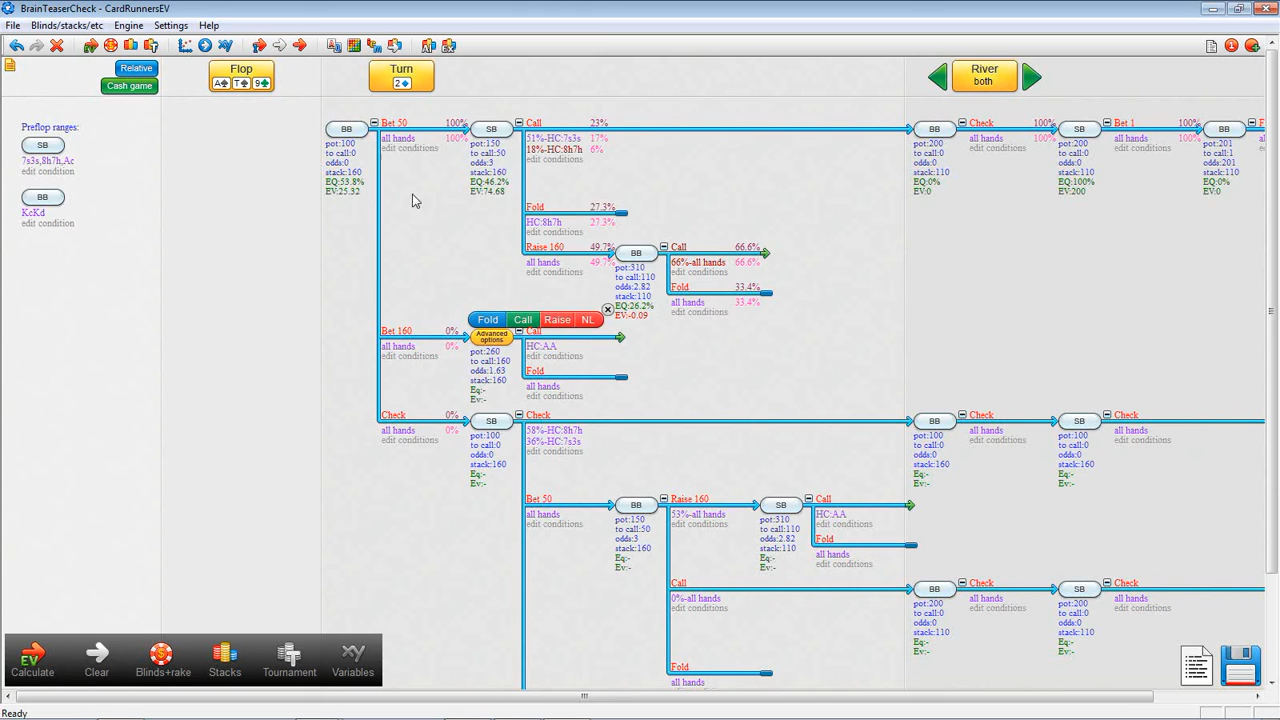 BrainTeaserCheck - CardRunnersEV
File Blinds/stacks/etc Engine Settings Help
Relative
Cash game
Flop
A♠ T♠ 9♣
Turn
2♦
River
both
Preflop ranges:
SB
7s3s,8h7h,Ac
edit condition
BB
KcKd
edit condition
BB
pot:100
to call:0
odds:0
stack:160
EQ:53.8%
EV:25.32
Bet 50 100%
all hands 100%
edit conditions
SB
pot:150
to call:50
odds:3
stack:160
EQ:46.2%
EV:74.68
Call 23%
51%-HC:7s3s 17%
18%-HC:8h7h 6%
edit conditions
Fold 27.3%
HC:8h7h 27.3%
edit conditions
Raise 160 49.7%
all hands 49.7%
edit conditions
BB
pot:310
to call:110
odds:2.82
stack:110
EQ:26.2%
EV:-0.09
Call 66.6%
66%-all hands 66.6%
edit conditions
Fold 33.4%
all hands 33.4%
edit conditions
BB
pot:200
to call:0
odds:0
stack:110
EQ:0%
EV:0
Check 100%
all hands 100%
edit conditions
SB
pot:200
to call:0
odds:0
stack:110
EQ:100%
EV:200
Bet 1 100%
all hands 100%
edit conditions
BB
pot:201
to call:1
odds:201
stack:110
EQ:0%
EV:0
F
Fold Call Raise NL
Bet 160 0%
all hands 0%
edit conditions
Advanced
options
pot:260
to call:160
odds:1.63
stack:160
Eq:-
Ev:-
Call
HC:AA
edit conditions
Fold
all hands
edit conditions
Check 0%
all hands 0%
edit conditions
SB
pot:100
to call:0
odds:0
stack:160
Eq:-
Ev:-
Check
58%-HC:8h7h
36%-HC:7s3s
edit conditions
BB
pot:100
to call:0
odds:0
stack:160
Eq:-
Ev:-
Check
all hands
edit conditions
SB
pot:100
to call:0
odds:0
stack:160
Eq:-
Ev:-
Check
all hands
edit conditions
Bet 50
all hands
edit conditions
BB
pot:150
to call:50
odds:3
stack:160
Eq:-
Ev:-
Raise 160
53%-all hands
edit conditions
SB
pot:310
to call:110
odds:2.82
stack:110
Eq:-
Ev:-
Call
HC:AA
edit conditions
Fold
all hands
edit conditions
Call
0%-all hands
edit conditions
BB
pot:200
to call:0
odds:0
stack:110
Eq:-
Ev:-
Check
all hands
edit conditions
SB
pot:200
to call:0
odds:0
stack:110
Eq:-
Ev:-
Check
all hands
edit conditions
Fold
all hands
EV
Calculate Clear Blinds+rake Stacks Tournament Variables
Ready